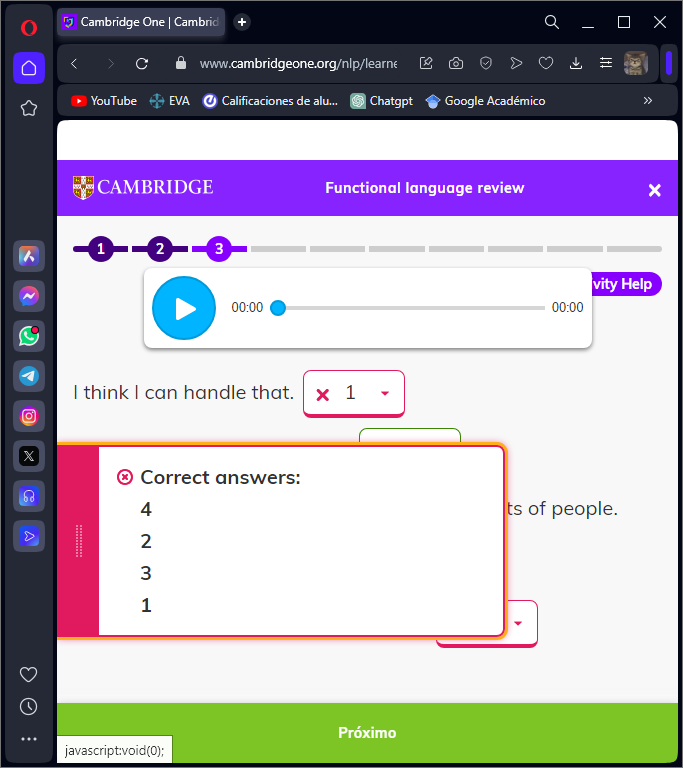 Cambridge One | Cambrid
www.cambridgeone.org/nlp/learne
YouTube
EVA
Calificaciones de alu...
Chatgpt
Google Académico
»
CAMBRIDGE
Functional language review
1
2
3
vity Help
00:00
00:00
I think I can handle that.
1
Correct answers:
4
2
3
1
ts of people.
Próximo
javascript:void(0);